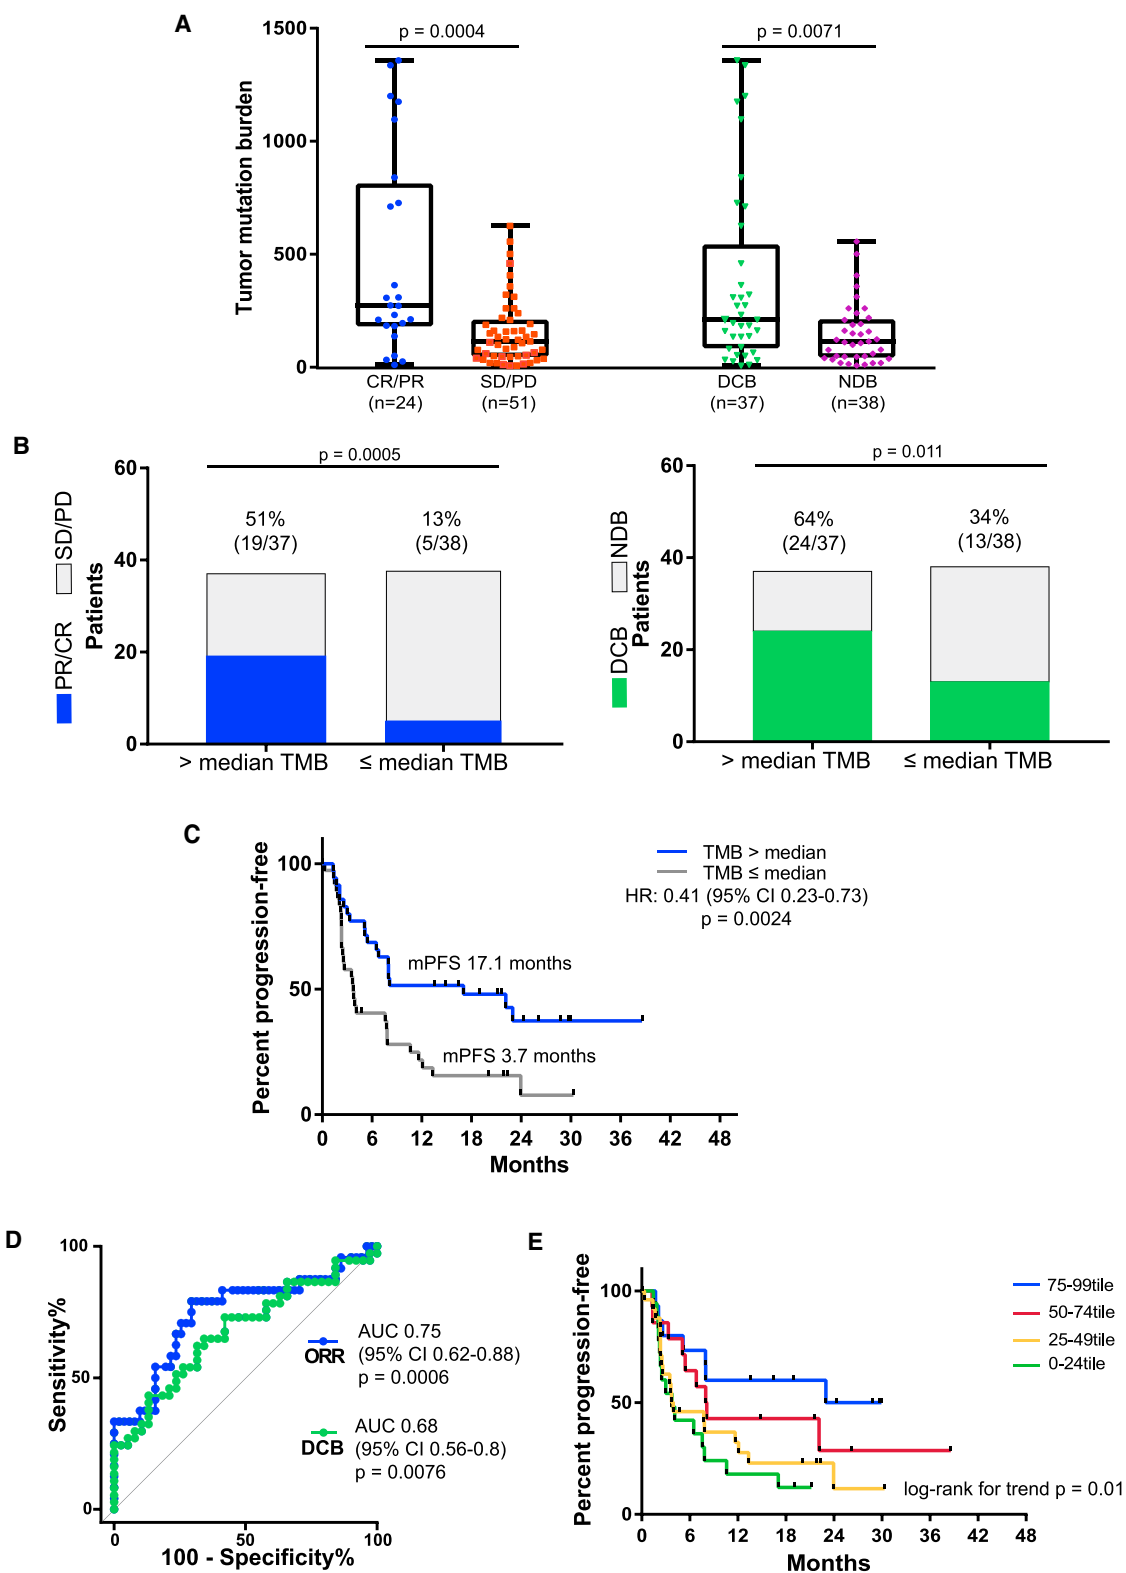 A
Tumor mutation burden
1500
1000
500
0
p = 0.0004
p = 0.0071
CR/PR
(n=24)
SD/PD
(n=51)
DCB
(n=37)
NDB
(n=38)
B
PR/CR
SD/PD
Patients
60
40
20
0
p = 0.0005
51%
(19/37)
13%
(5/38)
> median TMB
≤ median TMB
DCB
NDB
Patients
60
40
20
0
p = 0.011
64%
(24/37)
34%
(13/38)
> median TMB
≤ median TMB
C
Percent progression-free
100
50
0
TMB > median
TMB ≤ median
HR: 0.41 (95% CI 0.23-0.73)
p = 0.0024
mPFS 17.1 months
mPFS 3.7 months
0 6 12 18 24 30 36 42 48
Months
D
Sensitivity%
100
50
0
ORR
AUC 0.75
(95% CI 0.62-0.88)
p = 0.0006
DCB
AUC 0.68
(95% CI 0.56-0.8)
p = 0.0076
0 50 100
100 - Specificity%
E
Percent progression-free
100
50
0
75-99tile
50-74tile
25-49tile
0-24tile
log-rank for trend p = 0.01
0 6 12 18 24 30 36 42 48
Months